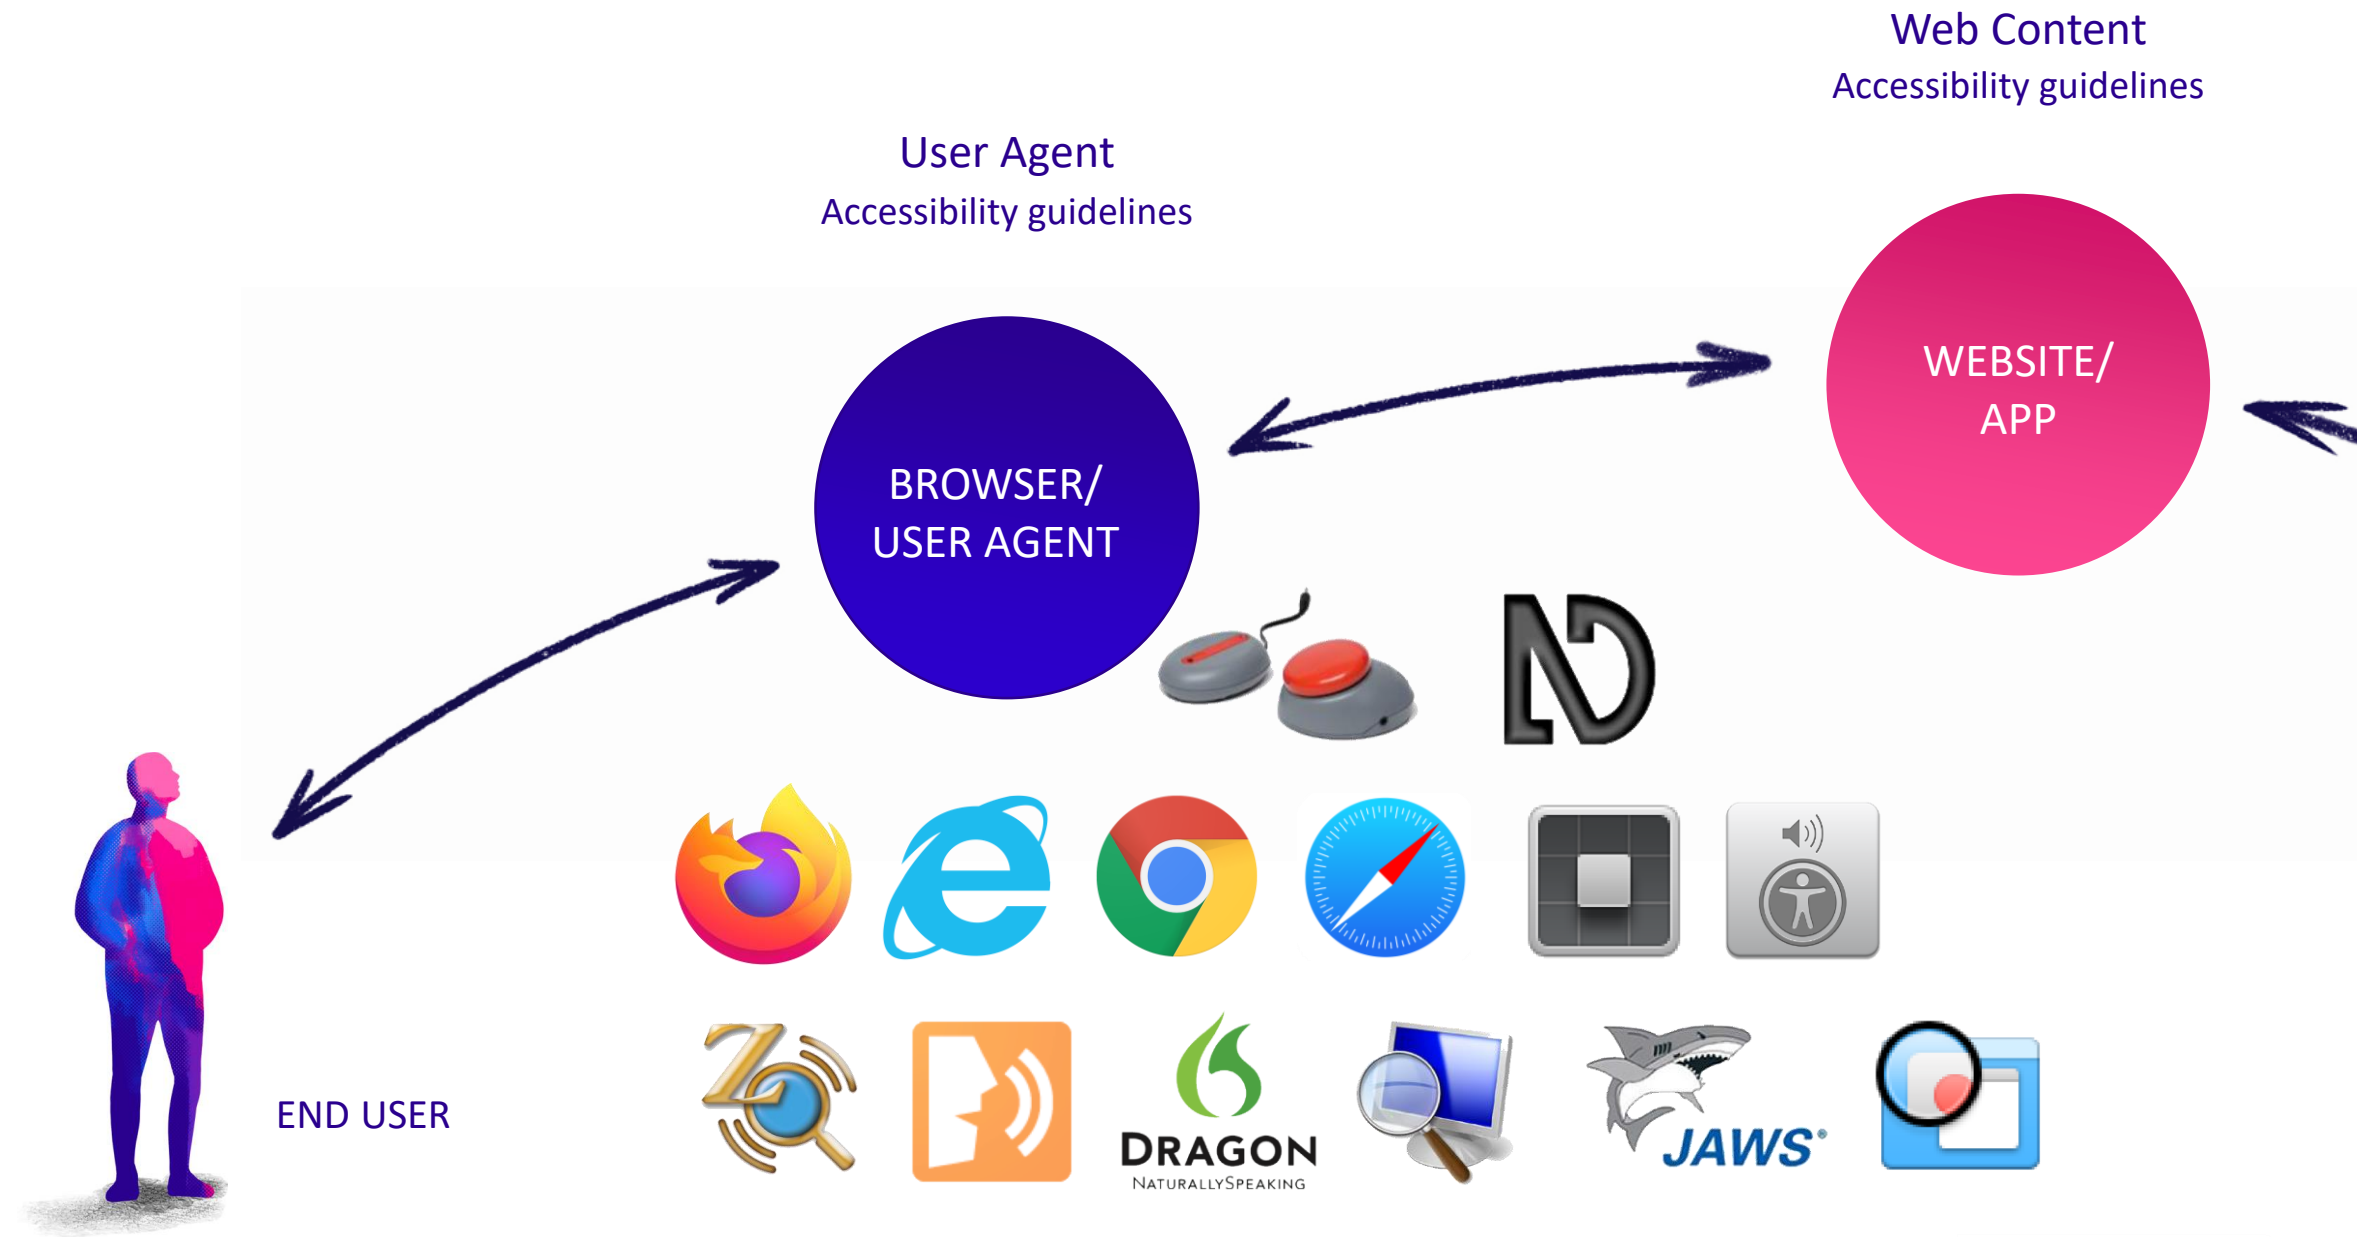 Web Content
Accessibility guidelines
User Agent
Accessibility guidelines
WEBSITE/
APP
BROWSER/
USER AGENT
END USER
DRAGON
NATURALLYSPEAKING
JAWS®